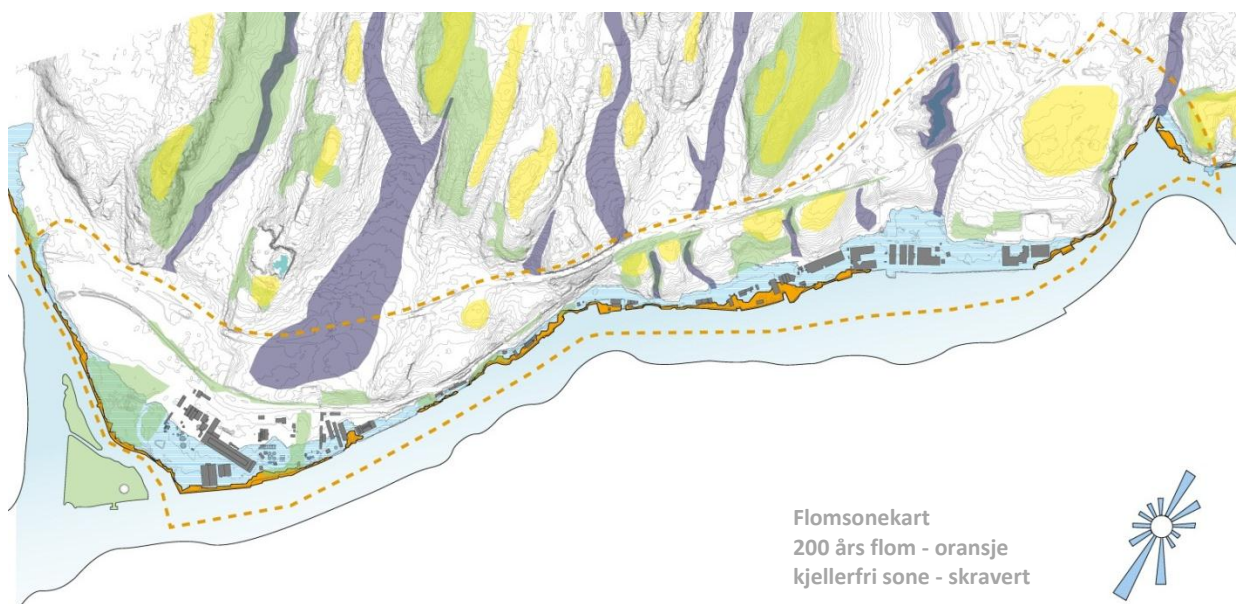 Flomsonekart
200 års flom - oransje
kjellerfri sone - skravert